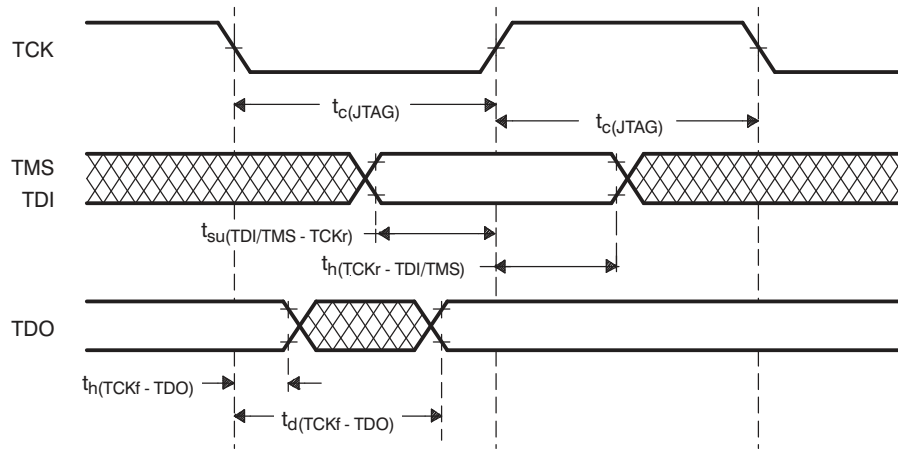 TCK
tc(JTAG)
tc(JTAG)
TMS
TDI
tsu(TDI/TMS - TCKr)
th(TCKr - TDI/TMS)
TDO
th(TCKf - TDO)
td(TCKf - TDO)